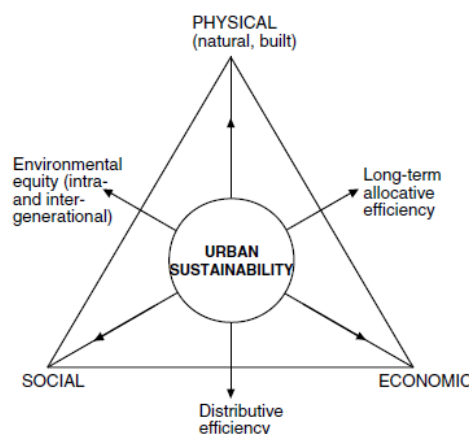 PHYSICAL
(natural, built)
Environmental
equity (intra-
and inter-
generational)
Long-term
allocative
efficiency
URBAN
SUSTAINABILITY
SOCIAL
ECONOMIC
Distributive
efficiency